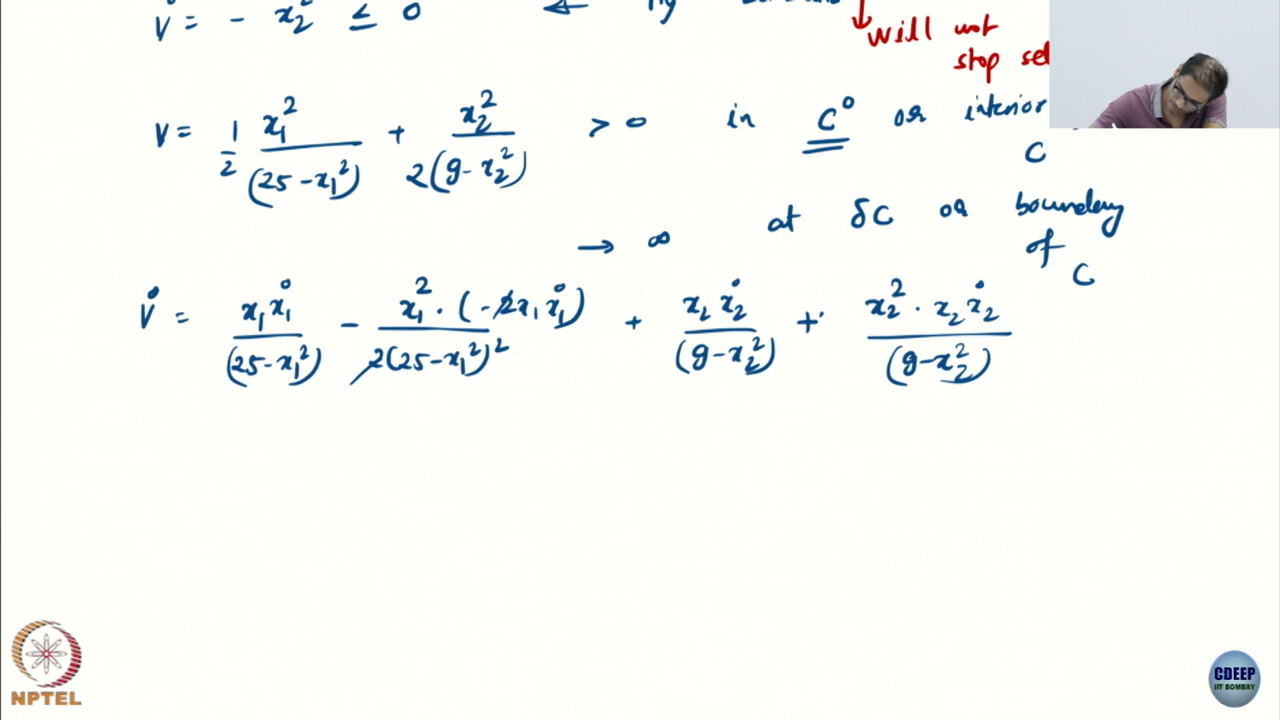 V̇ = - x₂² ≤ 0 ←
will not
stop
V = 1/2 x₁²/(25-x₁²) + x₂²/2(9-x₂²) > 0 in C° or interior
C
→ ∞ at δC or boundary
of
C
V̇ = x₁ẋ₁/(25-x₁²) - x₁² · (-2x₁ẋ₁)/2(25-x₁²)² + x₂ẋ₂/(9-x₂²) + x₂² · x₂ẋ₂/(9-x₂²)
NPTEL
CDEEP
IIT BOMBAY